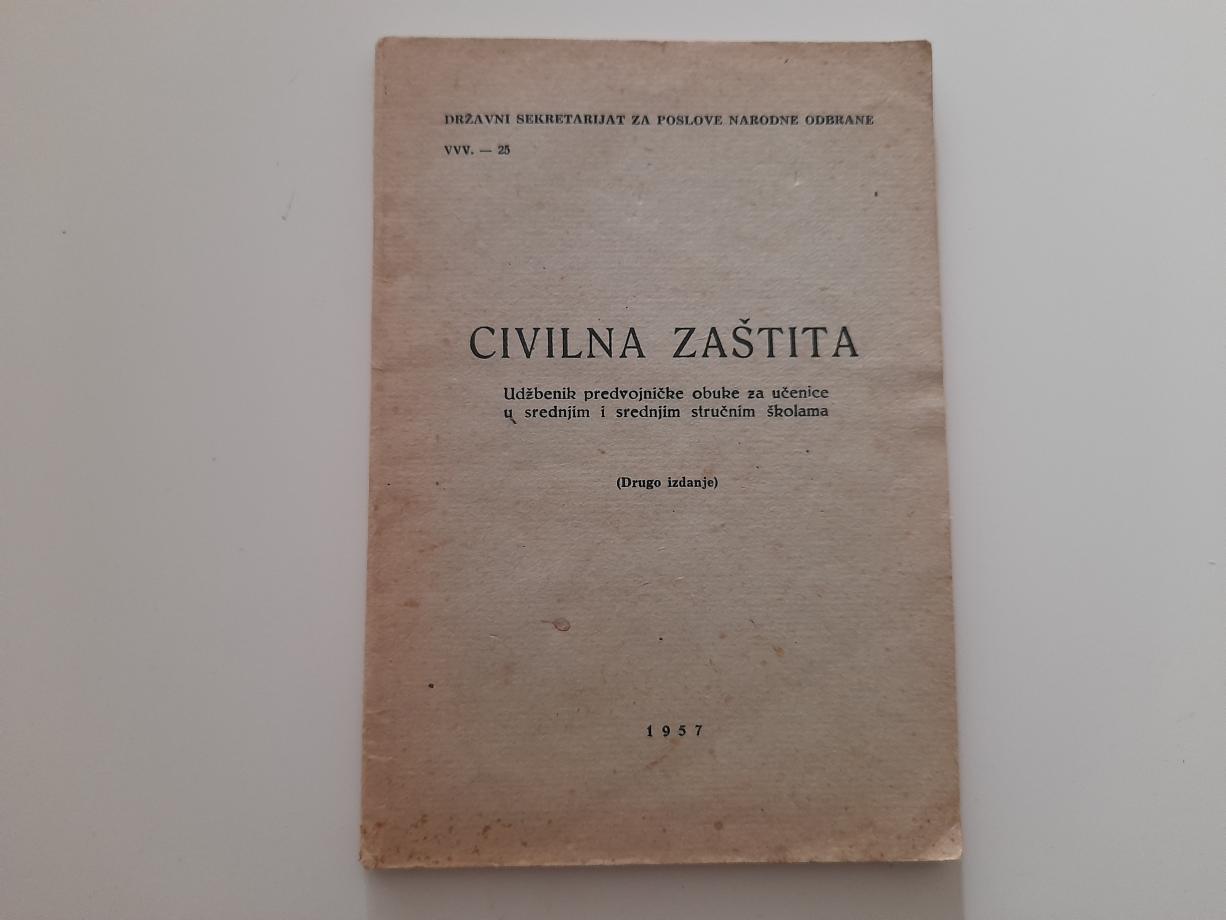 DRŽAVNI SEKRETARIJAT ZA POSLOVE NARODNE ODBRANE
VVV. — 25
CIVILNA ZAŠTITA
Udžbenik predvojničke obuke za učenice
u srednjim i srednjim stručnim školama
(Drugo izdanje)
1957